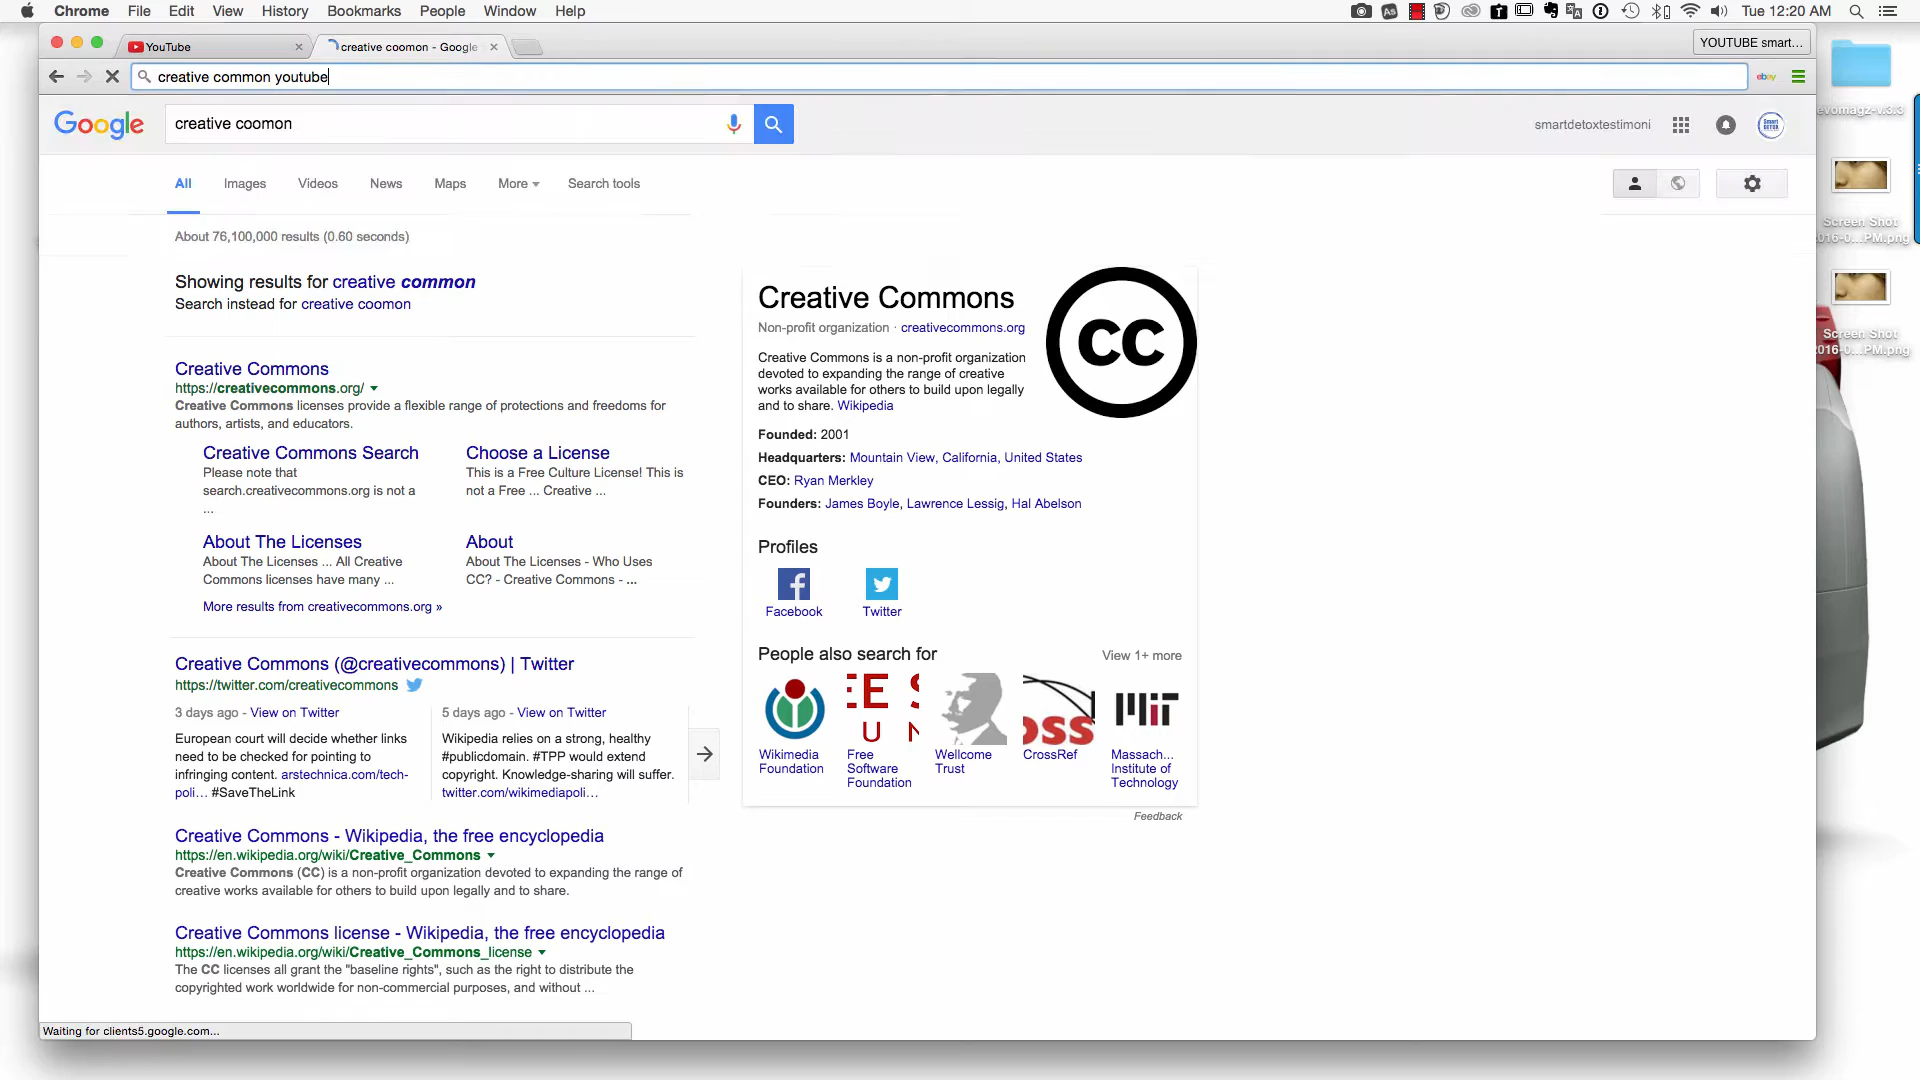 Chrome File Edit View History Bookmarks People Window Help
Tue 12:20 AM
YouTube
creative coomon - Google
YOUTUBE smart...
creative common youtube
ebay
evomagz-v.3.3
Google
creative coomon
smartdetoxtestimoni
All Images Videos News Maps More Search tools
About 76,100,000 results (0.60 seconds)
Showing results for creative common
Search instead for creative coomon
Creative Commons
https://creativecommons.org/
Creative Commons licenses provide a flexible range of protections and freedoms for
authors, artists, and educators.
Creative Commons Search
Please note that
search.creativecommons.org is not a
...
Choose a License
This is a Free Culture License! This is
not a Free ... Creative ...
About The Licenses
About The Licenses ... All Creative
Commons licenses have many ...
About
About The Licenses - Who Uses
CC? - Creative Commons - ...
More results from creativecommons.org »
Creative Commons (@creativecommons) | Twitter
https://twitter.com/creativecommons
3 days ago - View on Twitter
European court will decide whether links
need to be checked for pointing to
infringing content. arstechnica.com/tech-
poli... #SaveTheLink
5 days ago - View on Twitter
Wikipedia relies on a strong, healthy
#publicdomain. #TPP would extend
copyright. Knowledge-sharing will suffer.
twitter.com/wikimediapoli...
Creative Commons - Wikipedia, the free encyclopedia
https://en.wikipedia.org/wiki/Creative_Commons
Creative Commons (CC) is a non-profit organization devoted to expanding the range of
creative works available for others to build upon legally and to share.
Creative Commons license - Wikipedia, the free encyclopedia
https://en.wikipedia.org/wiki/Creative_Commons_license
The CC licenses all grant the "baseline rights", such as the right to distribute the
copyrighted work worldwide for non-commercial purposes, and without ...
Creative Commons
Non-profit organization · creativecommons.org
Creative Commons is a non-profit organization
devoted to expanding the range of creative
works available for others to build upon legally
and to share. Wikipedia
CC
Founded: 2001
Headquarters: Mountain View, California, United States
CEO: Ryan Merkley
Founders: James Boyle, Lawrence Lessig, Hal Abelson
Profiles
Facebook
Twitter
People also search for
View 1+ more
Wikimedia
Foundation
Free
Software
Foundation
Wellcome
Trust
CrossRef
Massach...
Institute of
Technology
Feedback
Screen Shot
2016-0...PM.png
Screen Shot
2016-0...PM.png
Waiting for clients5.google.com...